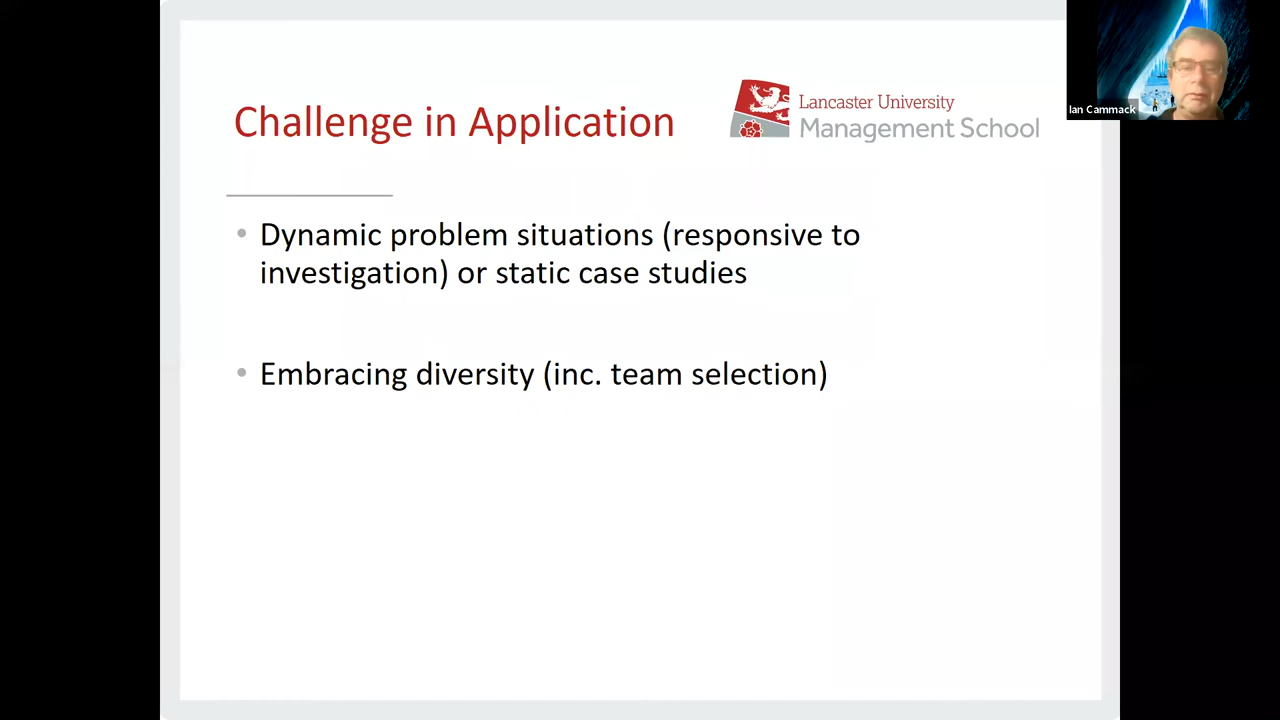 Challenge in Application
Lancaster University
Management School
Ian Cammack
• Dynamic problem situations (responsive to
investigation) or static case studies
• Embracing diversity (inc. team selection)